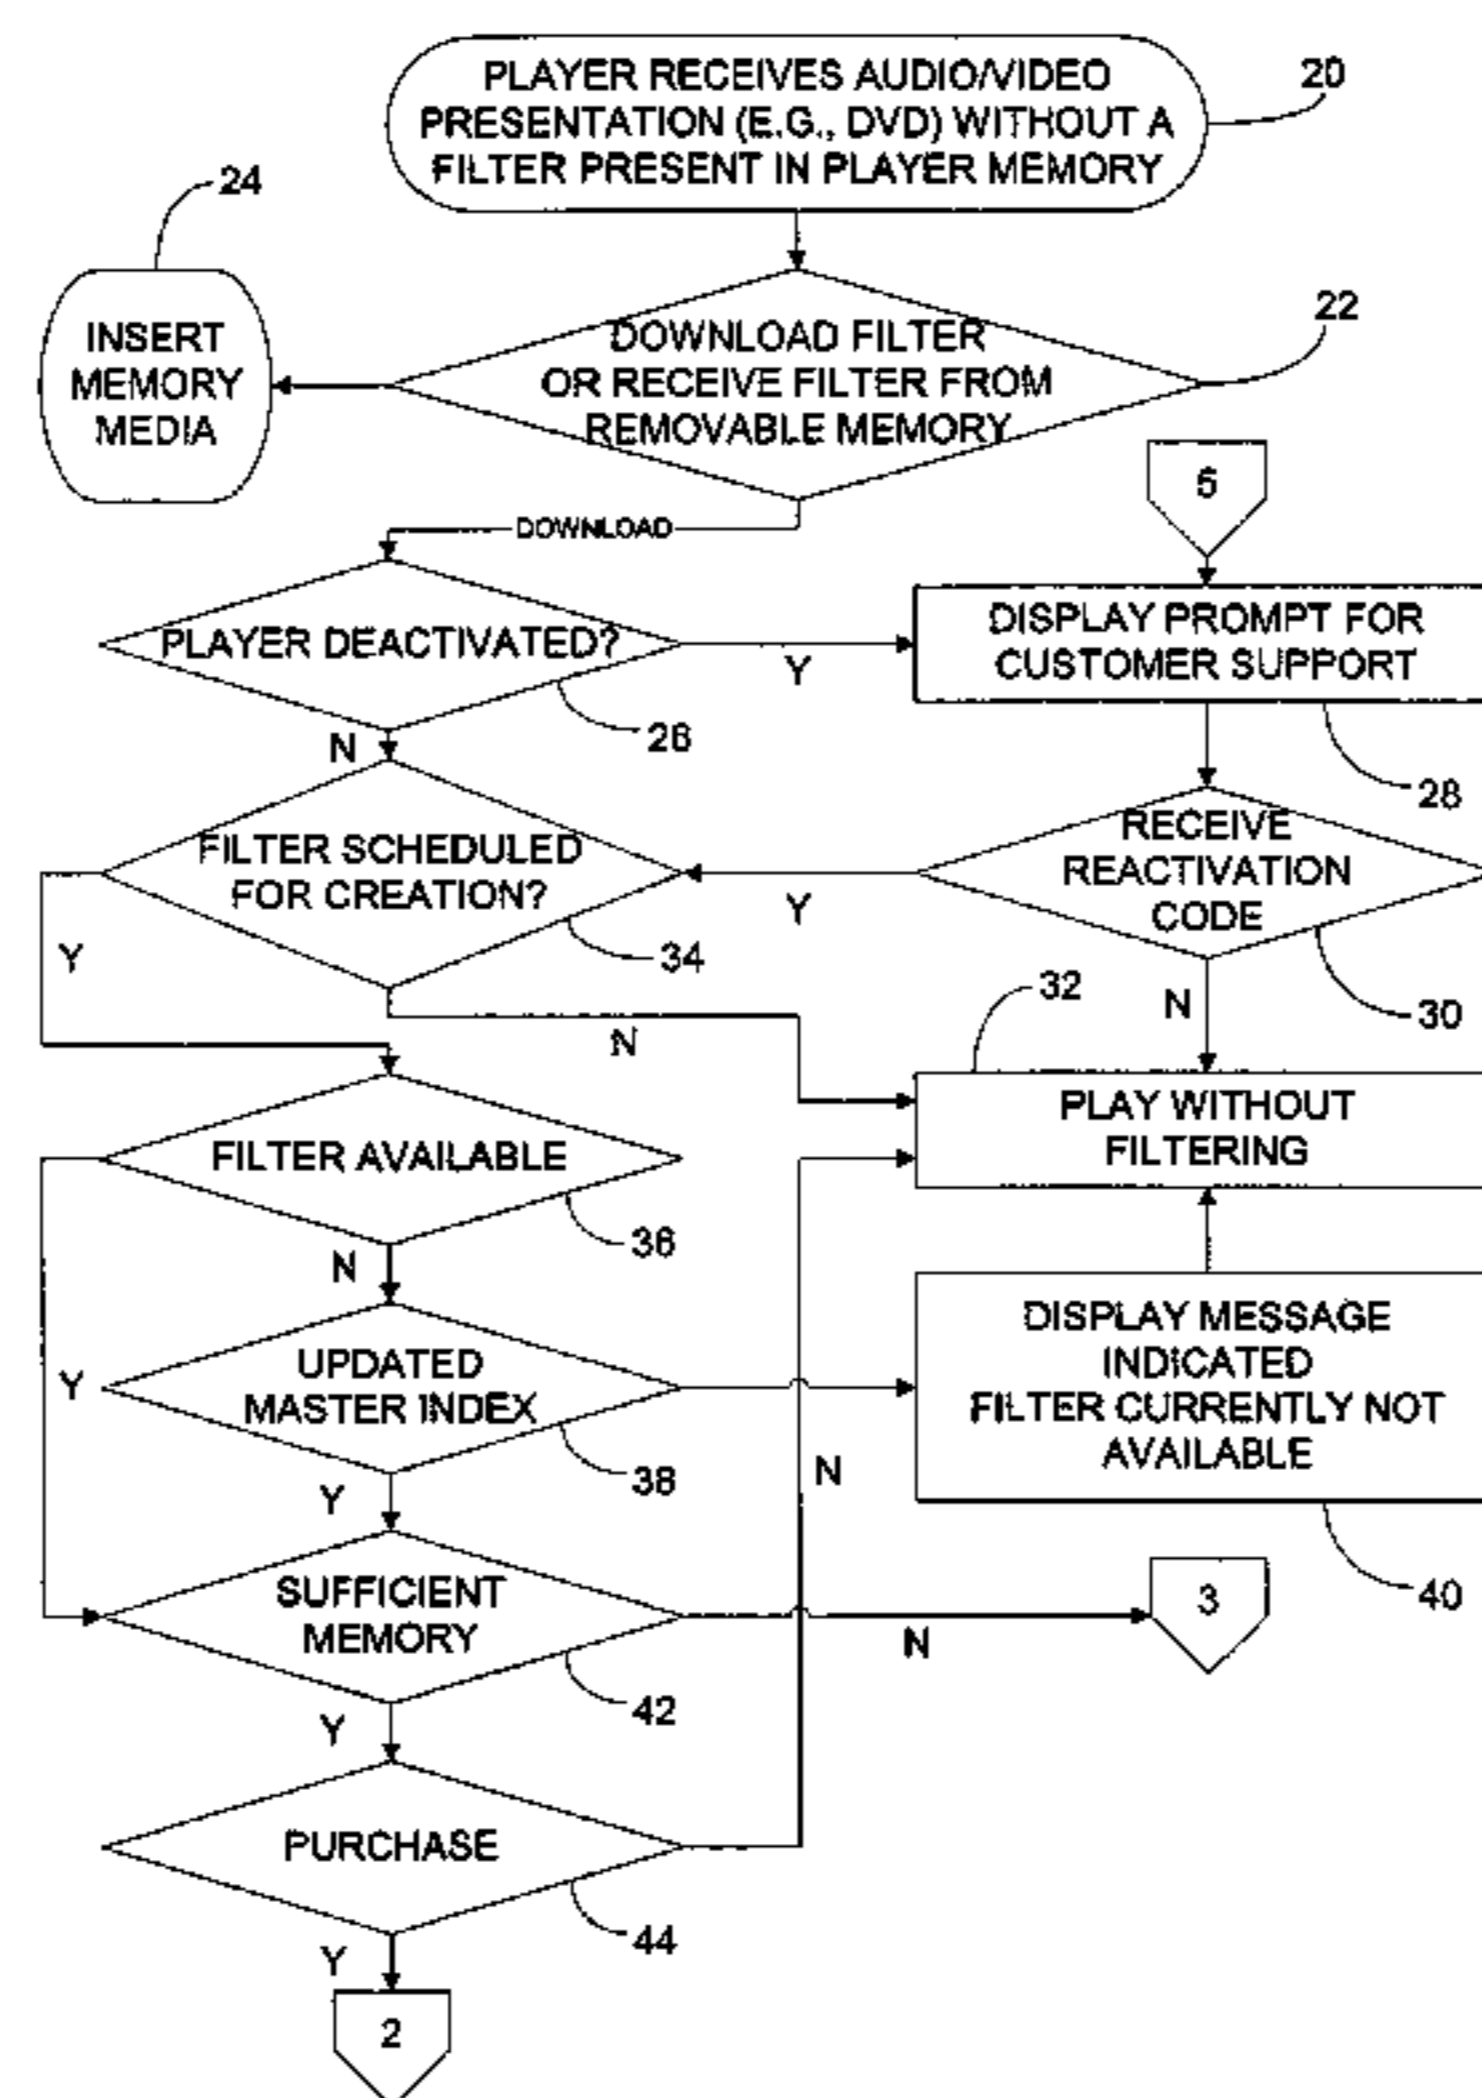 PLAYER RECEIVES AUDIO/VIDEO
PRESENTATION (E.G., DVD) WITHOUT A
FILTER PRESENT IN PLAYER MEMORY
20
24
INSERT
MEMORY
MEDIA
DOWNLOAD FILTER
OR RECEIVE FILTER FROM
REMOVABLE MEMORY
22
5
DOWNLOAD
PLAYER DEACTIVATED?
Y
26
N
DISPLAY PROMPT FOR
CUSTOMER SUPPORT
28
FILTER SCHEDULED
FOR CREATION?
Y
34
N
RECEIVE
REACTIVATION
CODE
Y
30
N
32
PLAY WITHOUT
FILTERING
FILTER AVAILABLE
36
N
Y
UPDATED
MASTER INDEX
38
Y
DISPLAY MESSAGE
INDICATED
FILTER CURRENTLY NOT
AVAILABLE
40
N
SUFFICIENT
MEMORY
42
N
3
Y
PURCHASE
44
Y
2